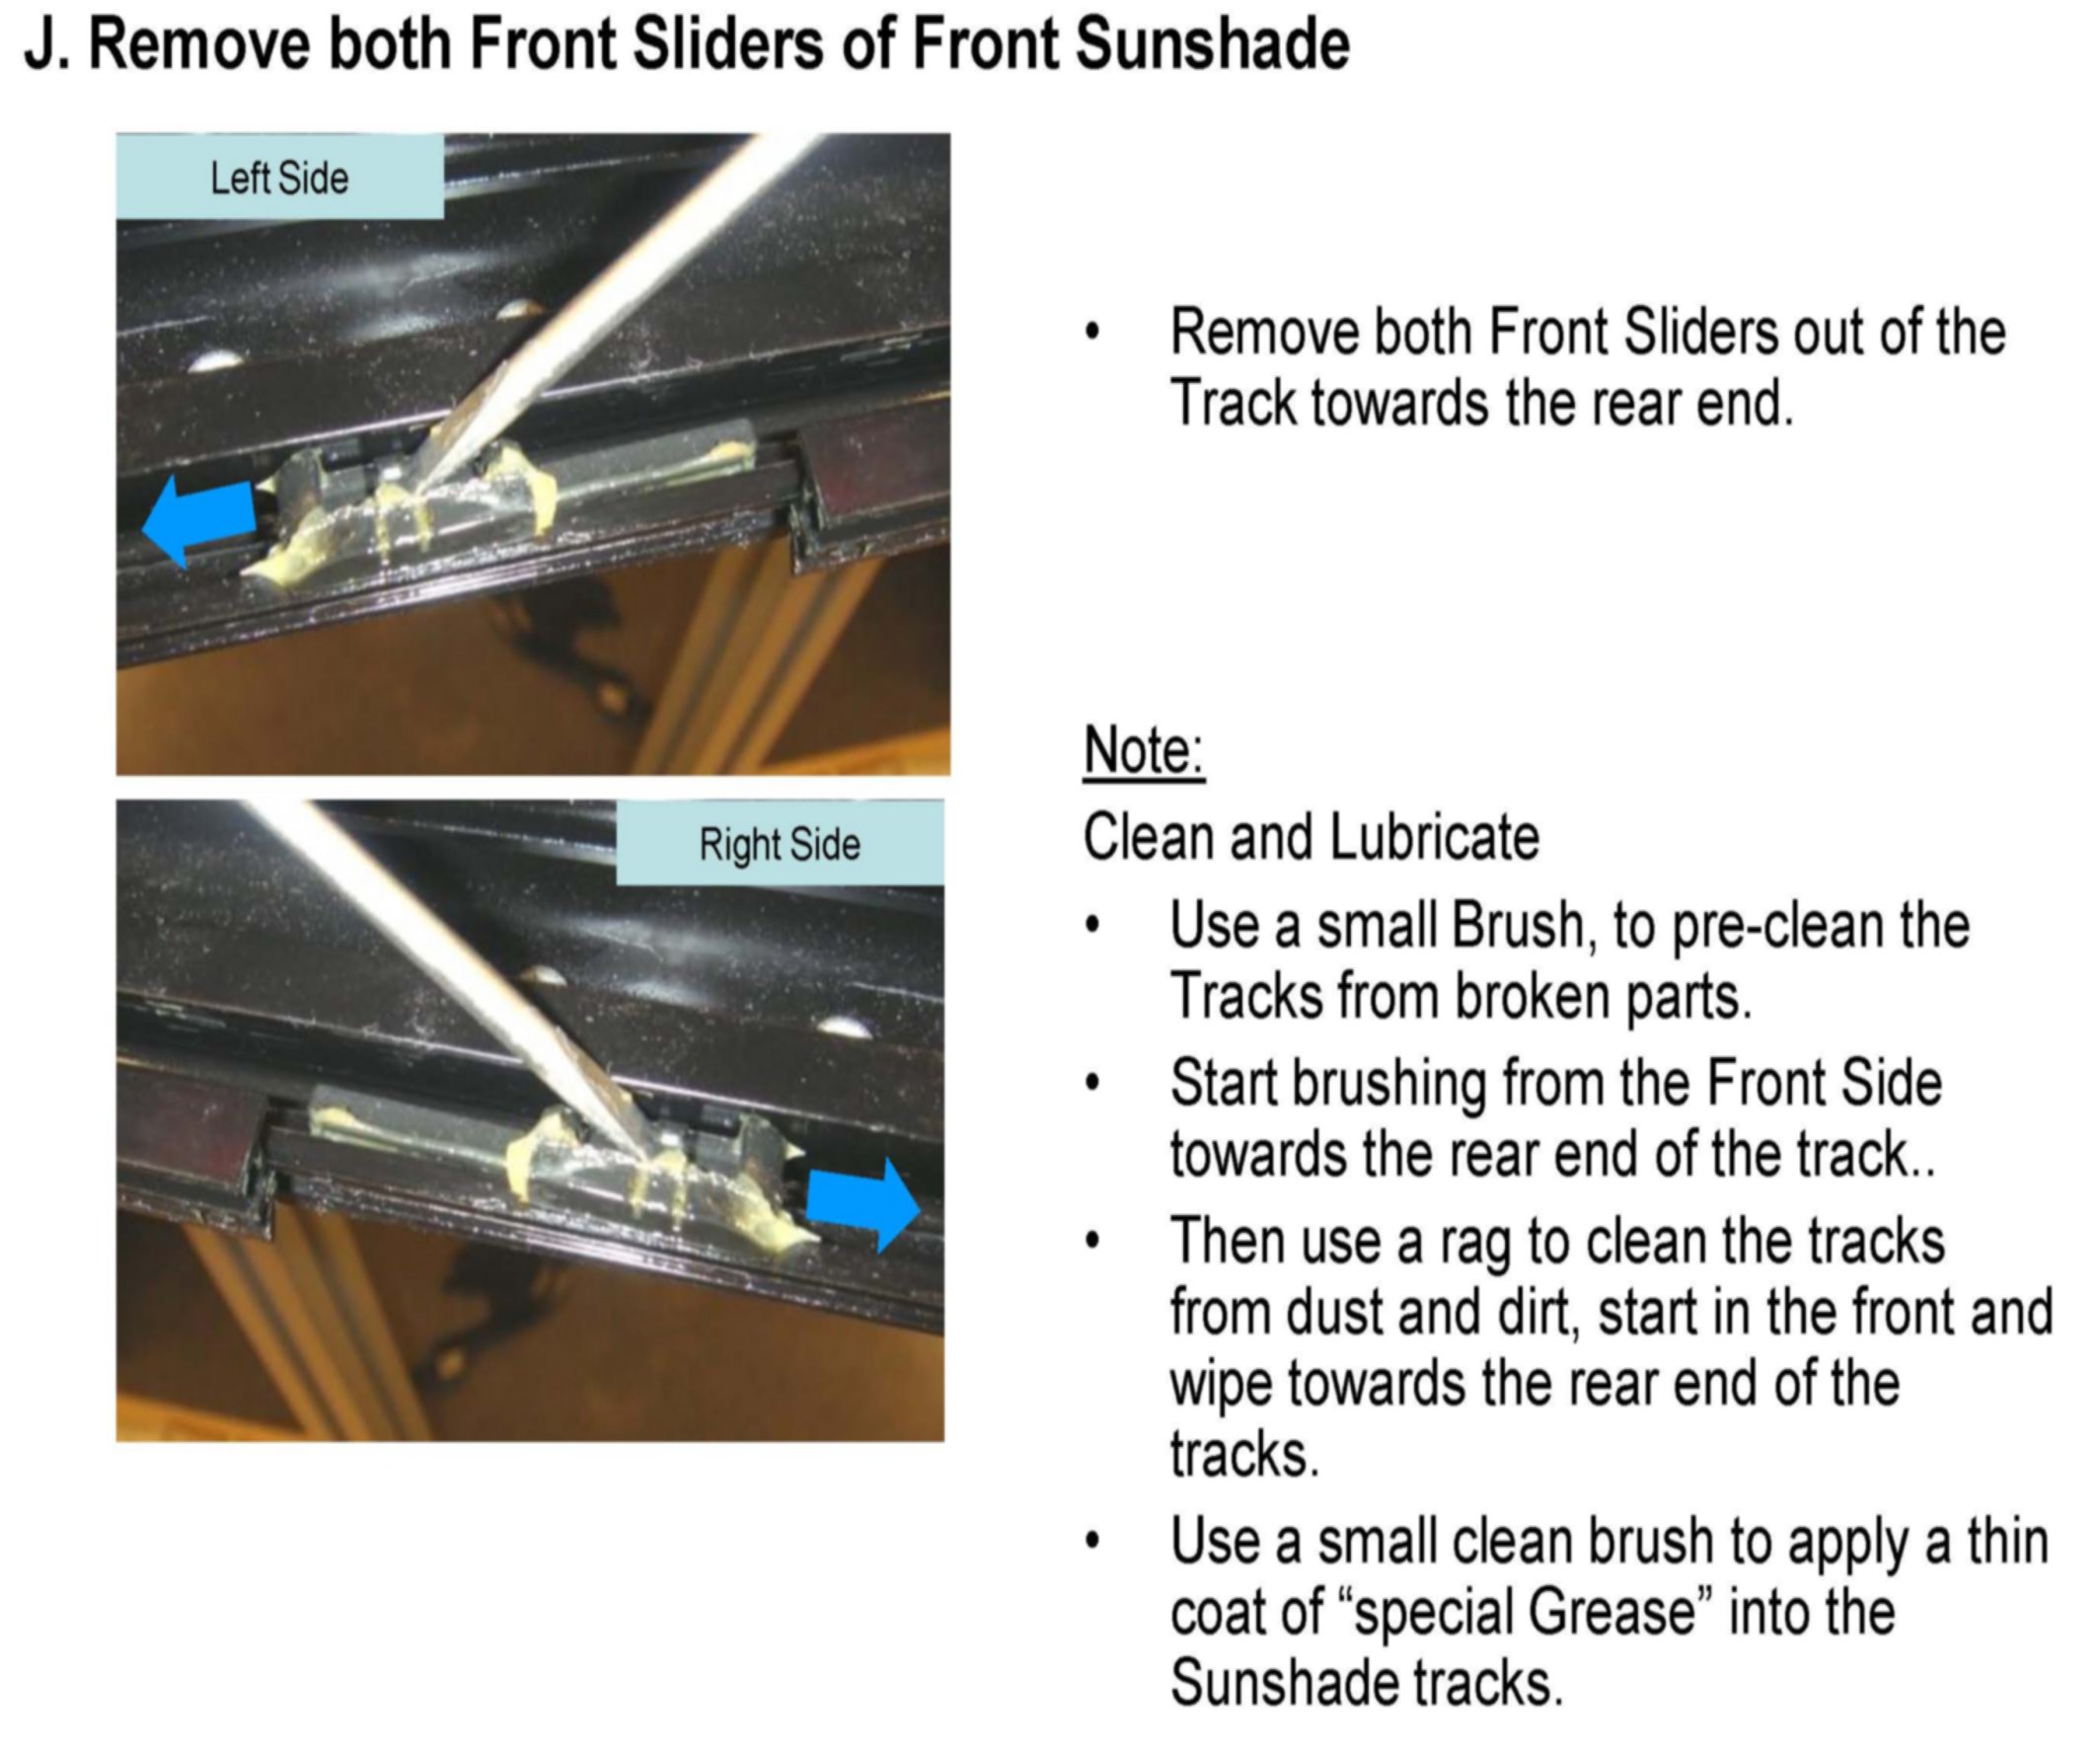 J. Remove both Front Sliders of Front Sunshade
Left Side
• Remove both Front Sliders out of the
Track towards the rear end.
Right Side
Note:
Clean and Lubricate
• Use a small Brush, to pre-clean the
Tracks from broken parts.
• Start brushing from the Front Side
towards the rear end of the track..
• Then use a rag to clean the tracks
from dust and dirt, start in the front and
wipe towards the rear end of the
tracks.
• Use a small clean brush to apply a thin
coat of “special Grease” into the
Sunshade tracks.